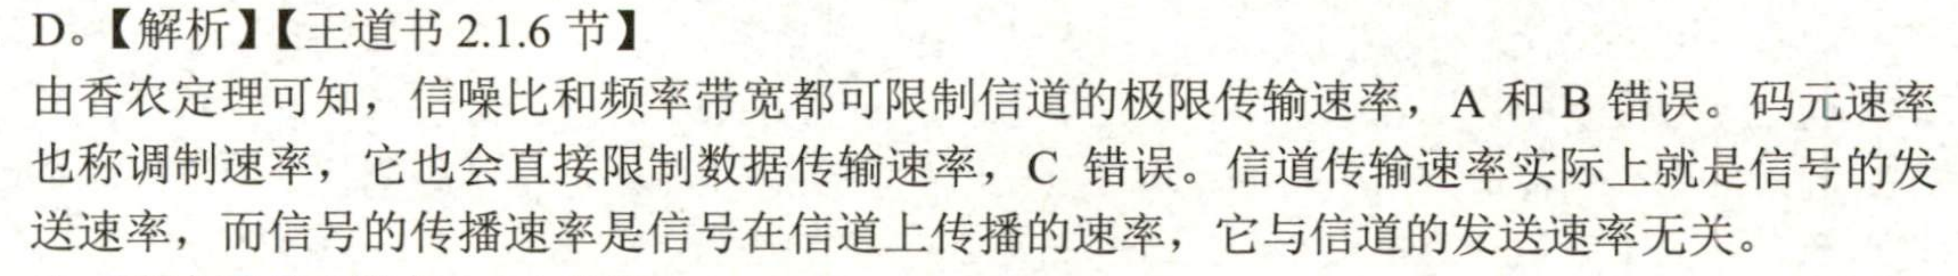 D。【解析】【王道书 2.1.6 节】
由香农定理可知，信噪比和频率带宽都可限制信道的极限传输速率，A 和 B 错误。码元速率
也称调制速率，它也会直接限制数据传输速率，C 错误。信道传输速率实际上就是信号的发
送速率，而信号的传播速率是信号在信道上传播的速率，它与信道的发送速率无关。